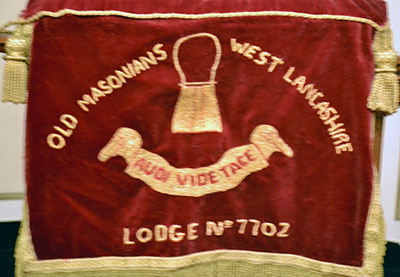 OLD MASONIANS WEST LANCASHIRE
AUDI VIDE TACE
LODGE Nº 7702